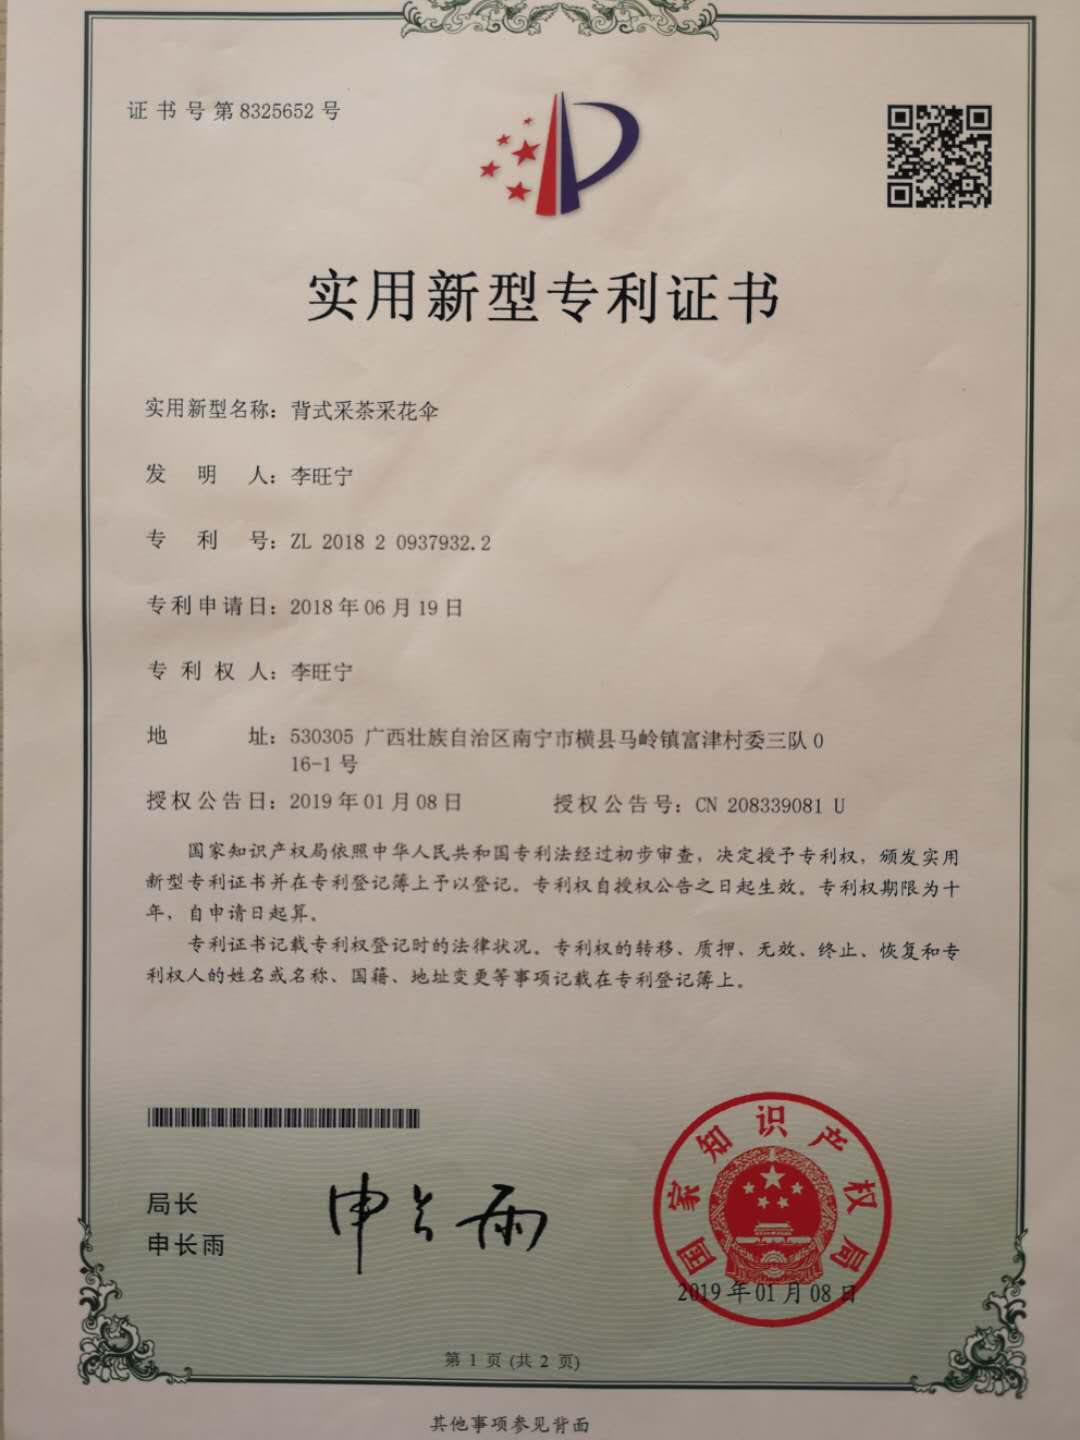 证书号第8325652号
实用新型专利证书
实用新型名称：背式采茶采花伞
发明人：李旺宁
专利号：ZL 2018 2 0937932.2
专利申请日：2018年06月19日
专利权人：李旺宁
地址：530305 广西壮族自治区南宁市横县马岭镇富津村委三队0
16-1号
授权公告日：2019年01月08日 授权公告号：CN 208339081 U
国家知识产权局依照中华人民共和国专利法经过初步审查，决定授予专利权，颁发实用
新型专利证书并在专利登记簿上予以登记。专利权自授权公告之日起生效。专利权期限为十
年，自申请日起算。
专利证书记载专利权登记时的法律状况。专利权的转移、质押、无效、终止、恢复和专
利权人的姓名或名称、国籍、地址变更等事项记载在专利登记簿上。
局长
申长雨
申长雨
国家知识产权局
2019年01月08日
第 1 页 (共 2 页)
其他事项参见背面